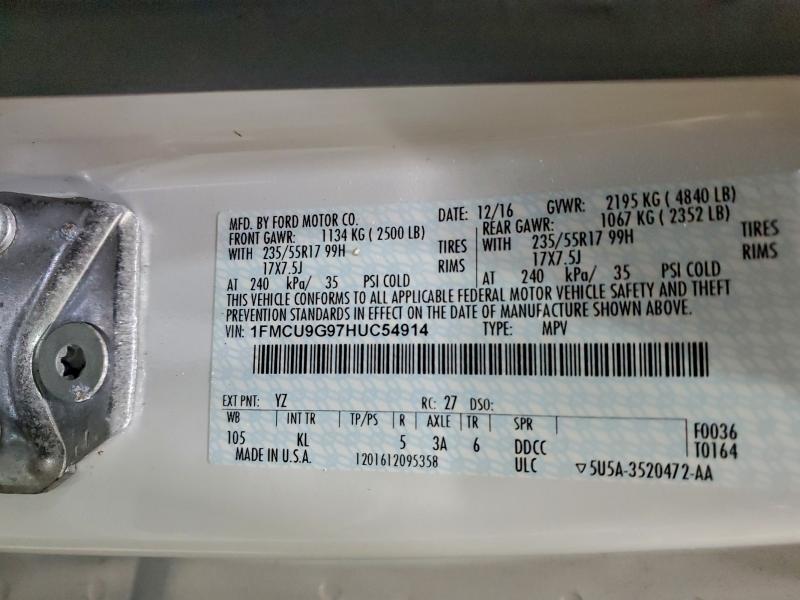 MFD. BY FORD MOTOR CO.
DATE: 12/16 GVWR: 2195 KG ( 4840 LB)
FRONT GAWR: 1134 KG ( 2500 LB) REAR GAWR: 1067 KG ( 2352 LB)
WITH 235/55R17 99H TIRES WITH 235/55R17 99H TIRES
17X7.5J RIMS 17X7.5J RIMS
AT 240 kPa/ 35 PSI COLD AT 240 kPa/ 35 PSI COLD
THIS VEHICLE CONFORMS TO ALL APPLICABLE FEDERAL MOTOR VEHICLE SAFETY AND THEFT
PREVENTION STANDARDS IN EFFECT ON THE DATE OF MANUFACTURE SHOWN ABOVE.
VIN: 1FMCU9G97HUC54914 TYPE: MPV
EXT PNT: YZ RC: 27 DSO:
WB INT TR TP/PS R AXLE TR SPR F0036
105 KL 5 3A 6 DDCC T0164
MADE IN U.S.A. 1201612095358 ULC ▽5U5A-3520472-AA